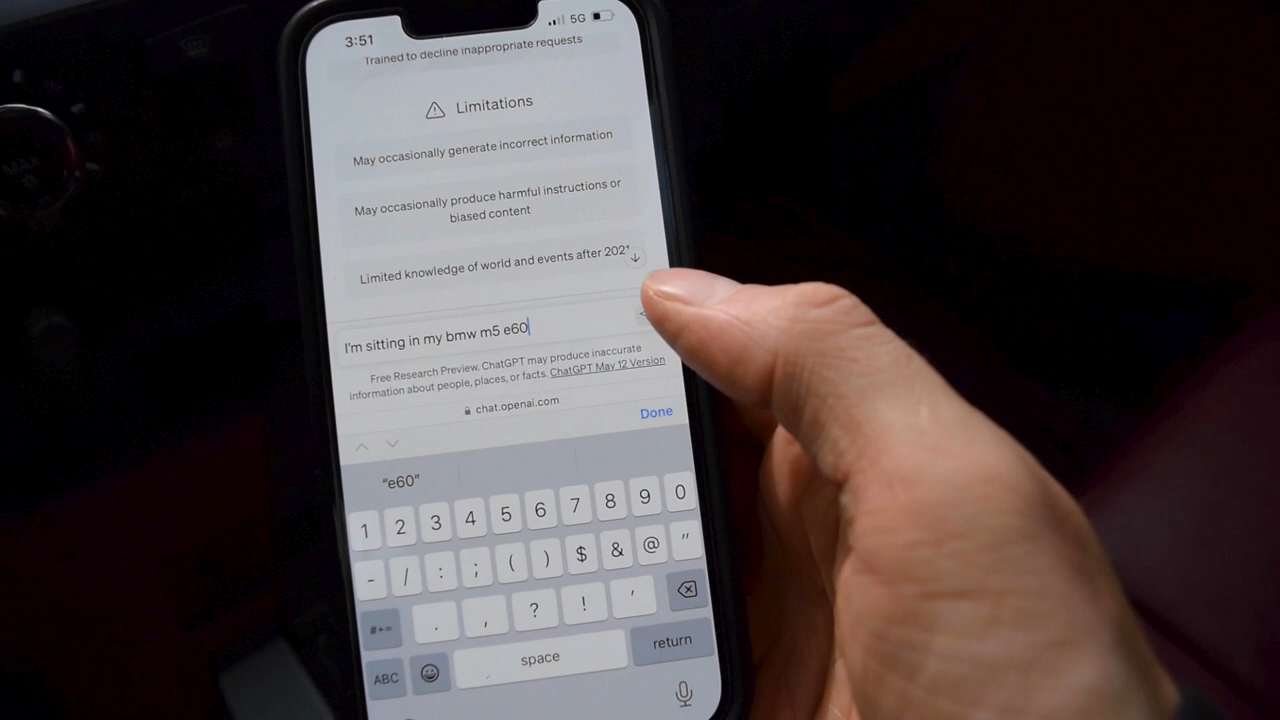 3:51
5G
Trained to decline inappropriate requests
Limitations
May occasionally generate incorrect information
May occasionally produce harmful instructions or
biased content
Limited knowledge of world and events after 2021
I'm sitting in my bmw m5 e60
Free Research Preview. ChatGPT may produce inaccurate
information about people, places, or facts. ChatGPT May 12 Version
chat.openai.com
Done
"e60"
1 2 3 4 5 6 7 8 9 0
- / : ; ( ) $ & @ "
#+= . , ? ! '
ABC space return
MAX